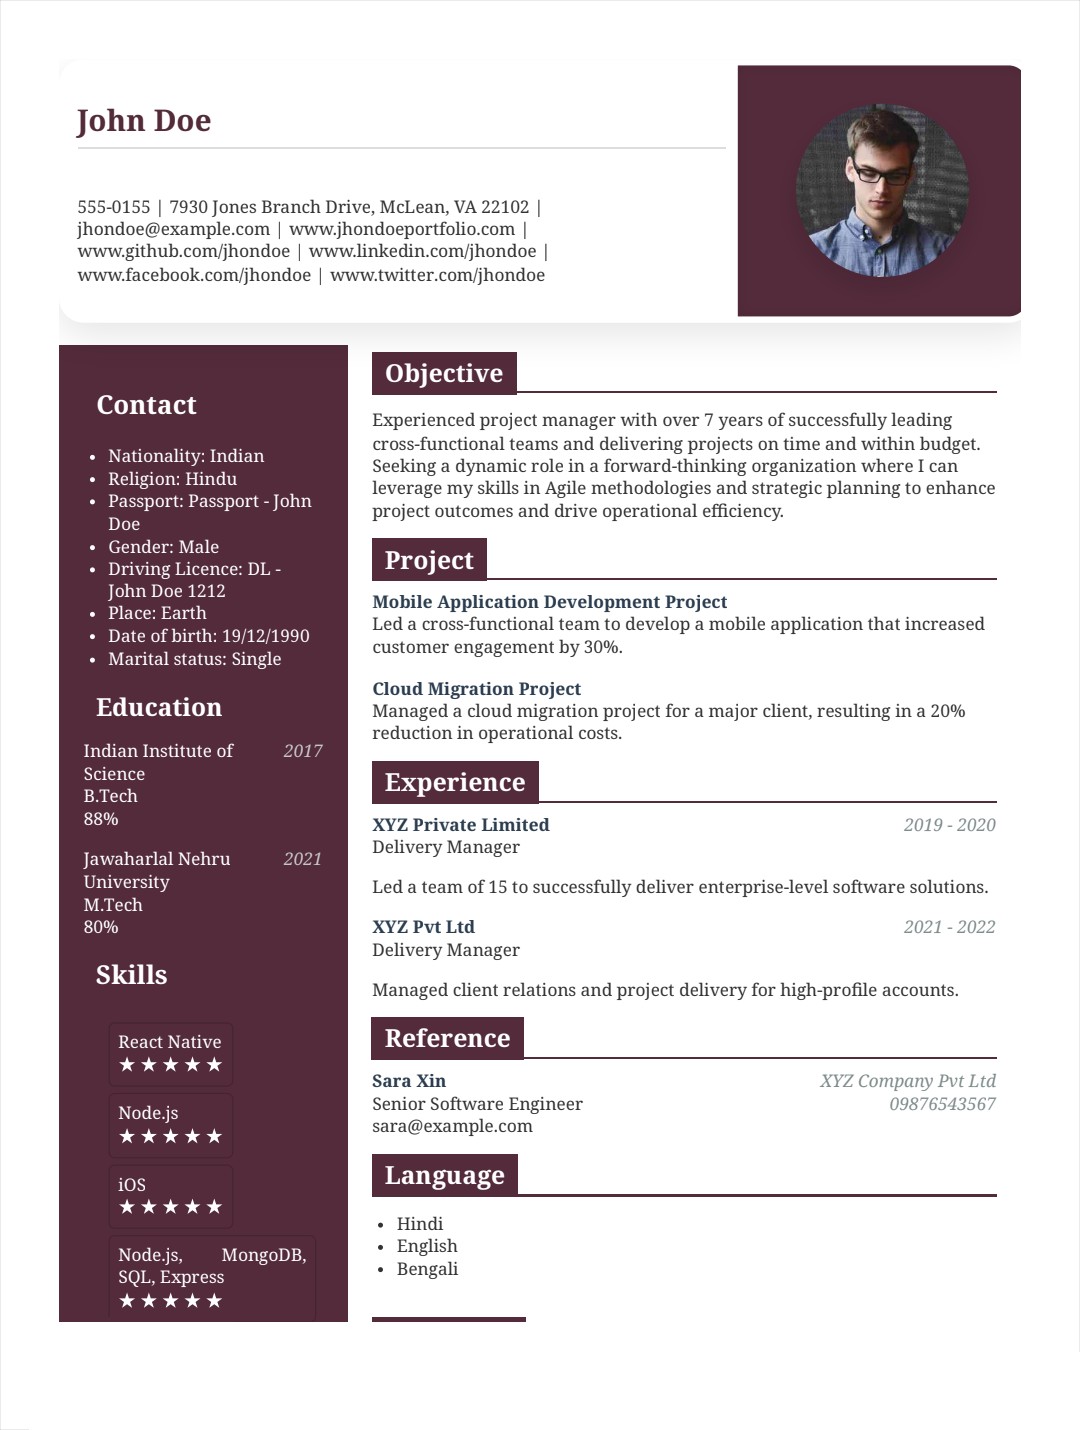 John Doe
555-0155 | 7930 Jones Branch Drive, McLean, VA 22102 |
jhondoe@example.com | www.jhondoeportfolio.com |
www.github.com/jhondoe | www.linkedin.com/jhondoe |
www.facebook.com/jhondoe | www.twitter.com/jhondoe
Contact
• Nationality: Indian
• Religion: Hindu
• Passport: Passport - John
Doe
• Gender: Male
• Driving Licence: DL -
John Doe 1212
• Place: Earth
• Date of birth: 19/12/1990
• Marital status: Single
Education
Indian Institute of 2017
Science
B.Tech
88%
Jawaharlal Nehru 2021
University
M.Tech
80%
Skills
React Native
★★★★★
Node.js
★★★★★
iOS
★★★★★
Node.js, MongoDB,
SQL, Express
★★★★★
Objective
Experienced project manager with over 7 years of successfully leading
cross-functional teams and delivering projects on time and within budget.
Seeking a dynamic role in a forward-thinking organization where I can
leverage my skills in Agile methodologies and strategic planning to enhance
project outcomes and drive operational efficiency.
Project
Mobile Application Development Project
Led a cross-functional team to develop a mobile application that increased
customer engagement by 30%.
Cloud Migration Project
Managed a cloud migration project for a major client, resulting in a 20%
reduction in operational costs.
Experience
XYZ Private Limited 2019 - 2020
Delivery Manager
Led a team of 15 to successfully deliver enterprise-level software solutions.
XYZ Pvt Ltd 2021 - 2022
Delivery Manager
Managed client relations and project delivery for high-profile accounts.
Reference
Sara Xin XYZ Company Pvt Ltd
Senior Software Engineer 09876543567
sara@example.com
Language
• Hindi
• English
• Bengali